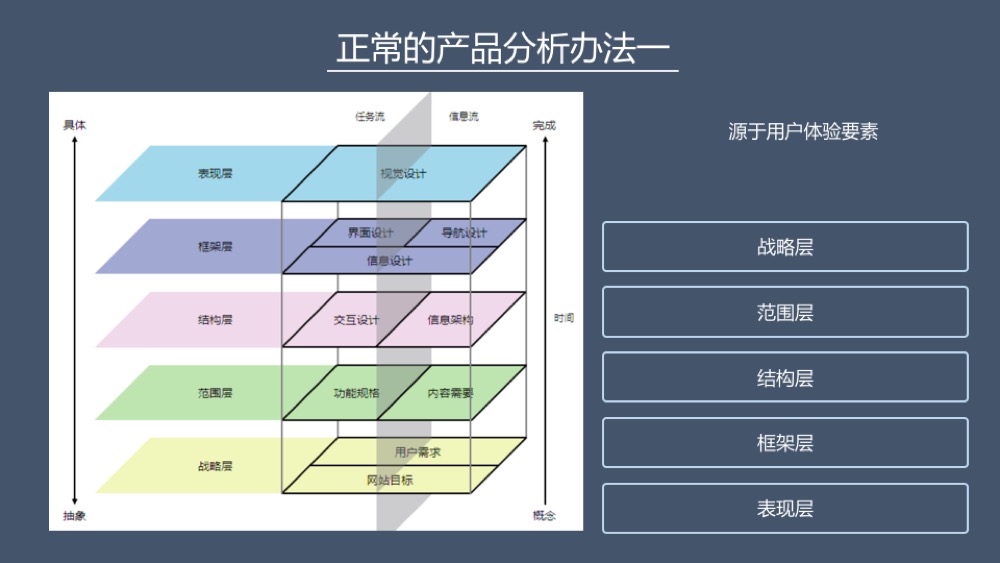 正常的产品分析办法一
任务流
信息流
具体
完成
表现层
视觉设计
框架层
界面设计
导航设计
信息设计
结构层
交互设计
信息架构
时间
范围层
功能规格
内容需要
战略层
用户需求
网站目标
抽象
概念
源于用户体验要素
战略层
范围层
结构层
框架层
表现层